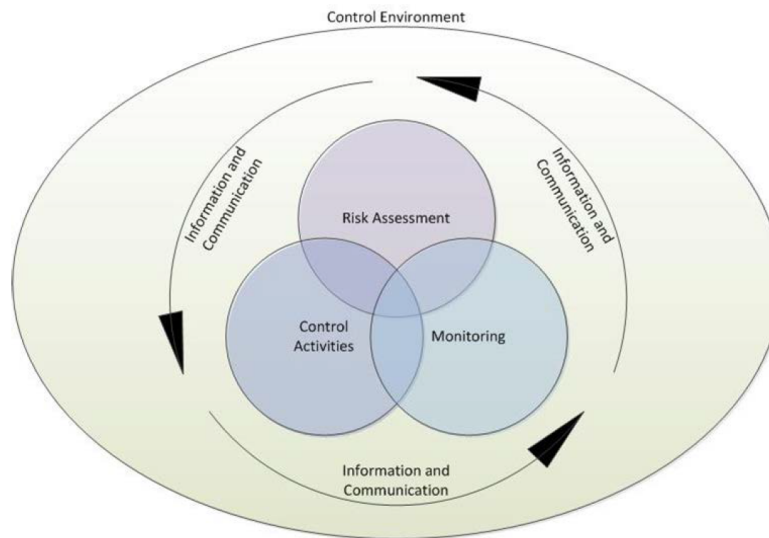 Control Environment
Information and
Communication
Information and
Communication
Risk Assessment
Control
Activities
Monitoring
Information and
Communication